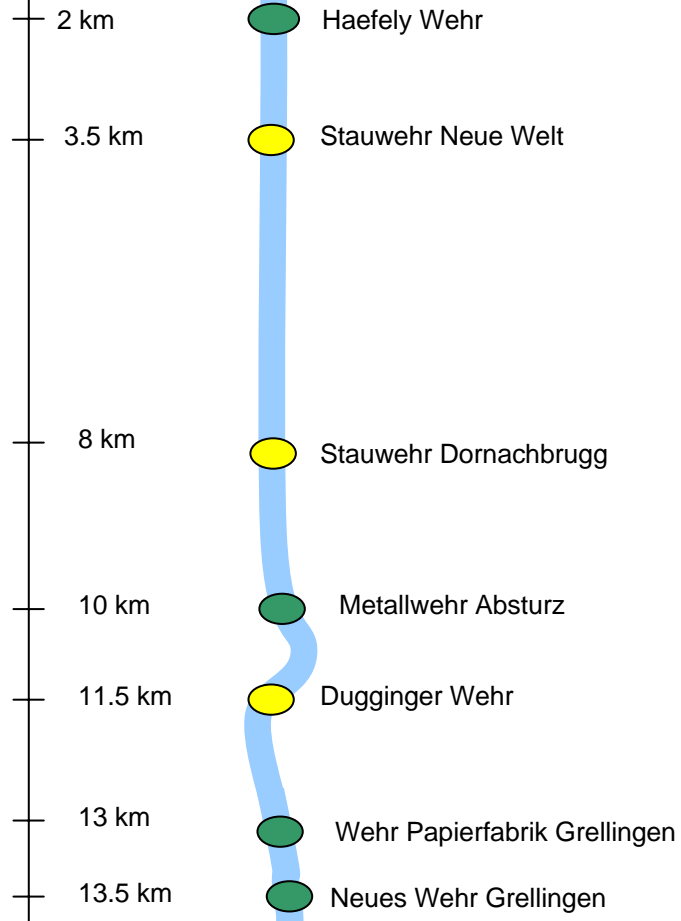 2 km Haefely Wehr
3.5 km Stauwehr Neue Welt
8 km Stauwehr Dornachbrugg
10 km Metallwehr Absturz
11.5 km Dugginger Wehr
13 km Wehr Papierfabrik Grellingen
13.5 km Neues Wehr Grellingen